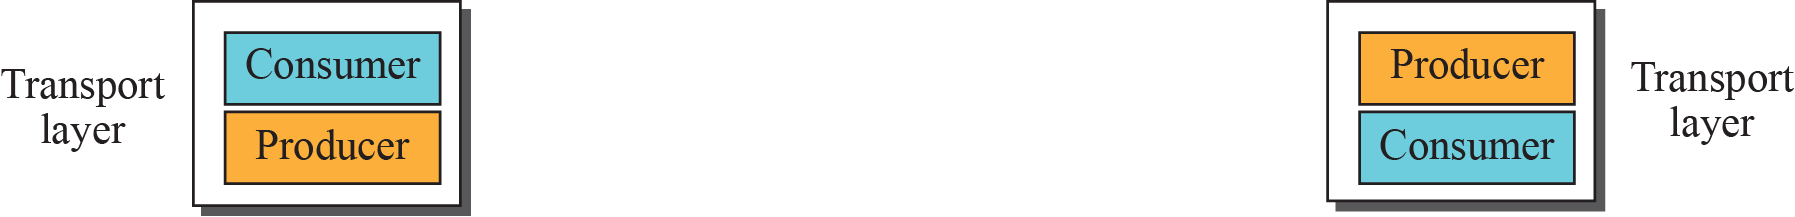 Transport
layer
Consumer
Producer
Producer
Consumer
Transport
layer